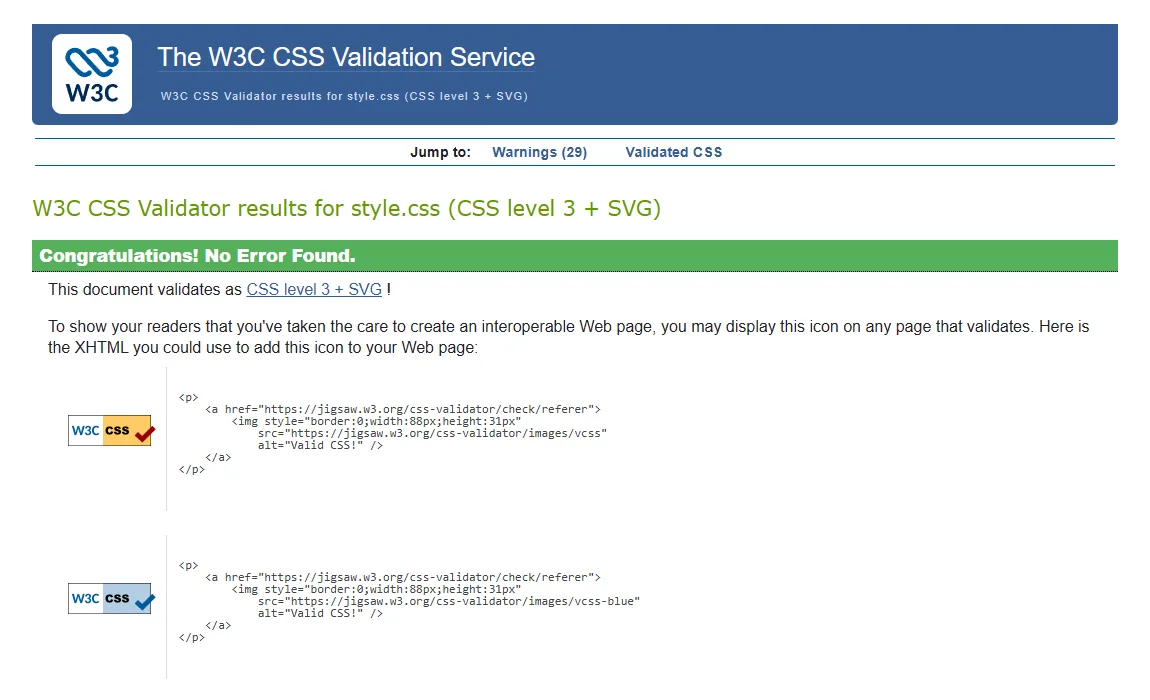 W3C
The W3C CSS Validation Service
W3C CSS Validator results for style.css (CSS level 3 + SVG)
Jump to: Warnings (29) Validated CSS
W3C CSS Validator results for style.css (CSS level 3 + SVG)
Congratulations! No Error Found.
This document validates as CSS level 3 + SVG !
To show your readers that you've taken the care to create an interoperable Web page, you may display this icon on any page that validates. Here is
the XHTML you could use to add this icon to your Web page:
W3C CSS
<p>
    <a href="https://jigsaw.w3.org/css-validator/check/referer">
        <img style="border:0;width:88px;height:31px"
            src="https://jigsaw.w3.org/css-validator/images/vcss"
            alt="Valid CSS!" />
    </a>
</p>
W3C CSS
<p>
    <a href="https://jigsaw.w3.org/css-validator/check/referer">
        <img style="border:0;width:88px;height:31px"
            src="https://jigsaw.w3.org/css-validator/images/vcss-blue"
            alt="Valid CSS!" />
    </a>
</p>